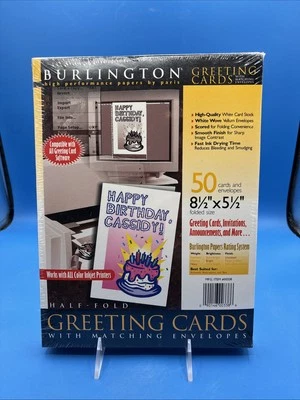 BURLINGTON
high performance papers by paris
GREETING
CARDS
HAPPY
BIRTHDAY,
CASSIDY!
Compatible with
All Greeting Card
Software
High-Quality White Card Stock
White Wove Vellum Envelopes
Scored for Folding Convenience
Smooth Finish for Sharp
Image Contrast
Fast Ink Drying Time
Reduces Bleeding and Smudging
50 cards and
envelopes
8½"x5½"
folded size
Greeting Cards, Invitations,
Announcements, and More...
Burlington Papers Rating System
Weight
Brightness
HAPPY
BIRTHDAY,
CASSIDY!
Works with ALL Color Inkjet Printers
HALF-FOLD
GREETING CARDS
WITH MATCHING ENVELOPES